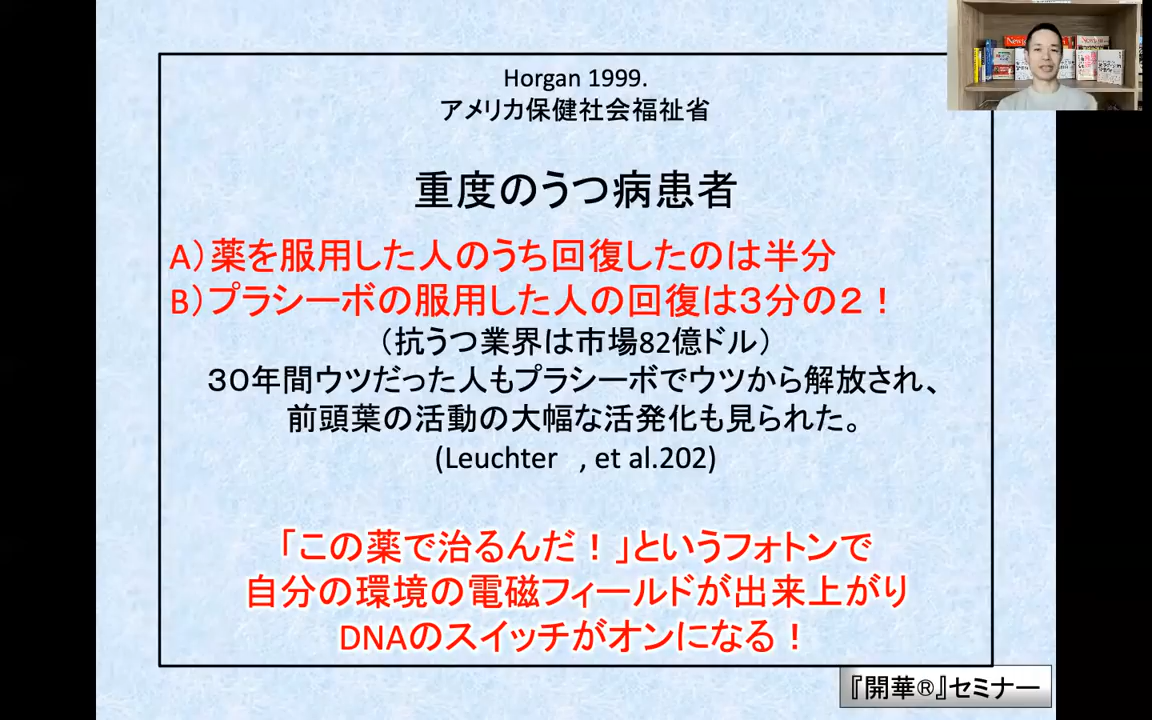 Horgan 1999.
アメリカ保健社会福祉省
重度のうつ病患者
A）薬を服用した人のうち回復したのは半分
B）プラシーボの服用した人の回復は３分の２！
（抗うつ業界は市場82億ドル）
３０年間ウツだった人もプラシーボでウツから解放され、
前頭葉の活動の大幅な活発化も見られた。
(Leuchter , et al.202)
「この薬で治るんだ！」というフォトンで
自分の環境の電磁フィールドが出来上がり
DNAのスイッチがオンになる！
『開華®』セミナー